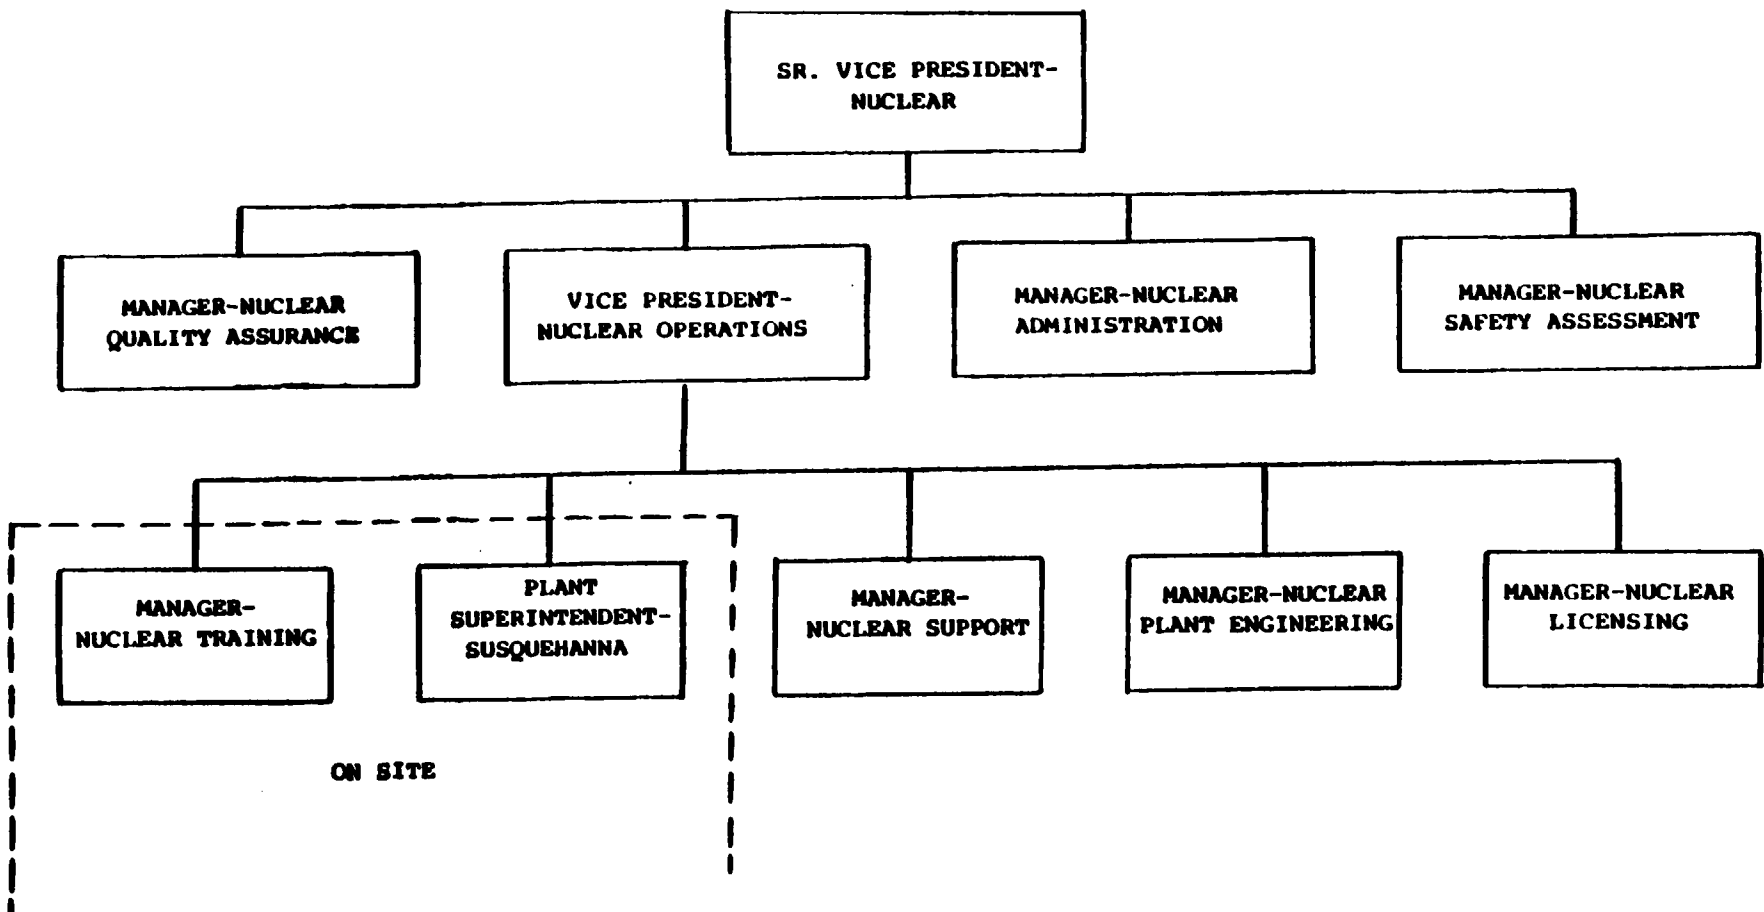 SR. VICE PRESIDENT-
NUCLEAR
MANAGER-NUCLEAR
QUALITY ASSURANCE
VICE PRESIDENT-
NUCLEAR OPERATIONS
MANAGER-NUCLEAR
ADMINISTRATION
MANAGER-NUCLEAR
SAFETY ASSESSMENT
MANAGER-
NUCLEAR TRAINING
PLANT
SUPERINTENDENT-
SUSQUEHANNA
MANAGER-
NUCLEAR SUPPORT
MANAGER-NUCLEAR
PLANT ENGINEERING
MANAGER-NUCLEAR
LICENSING
ON SITE